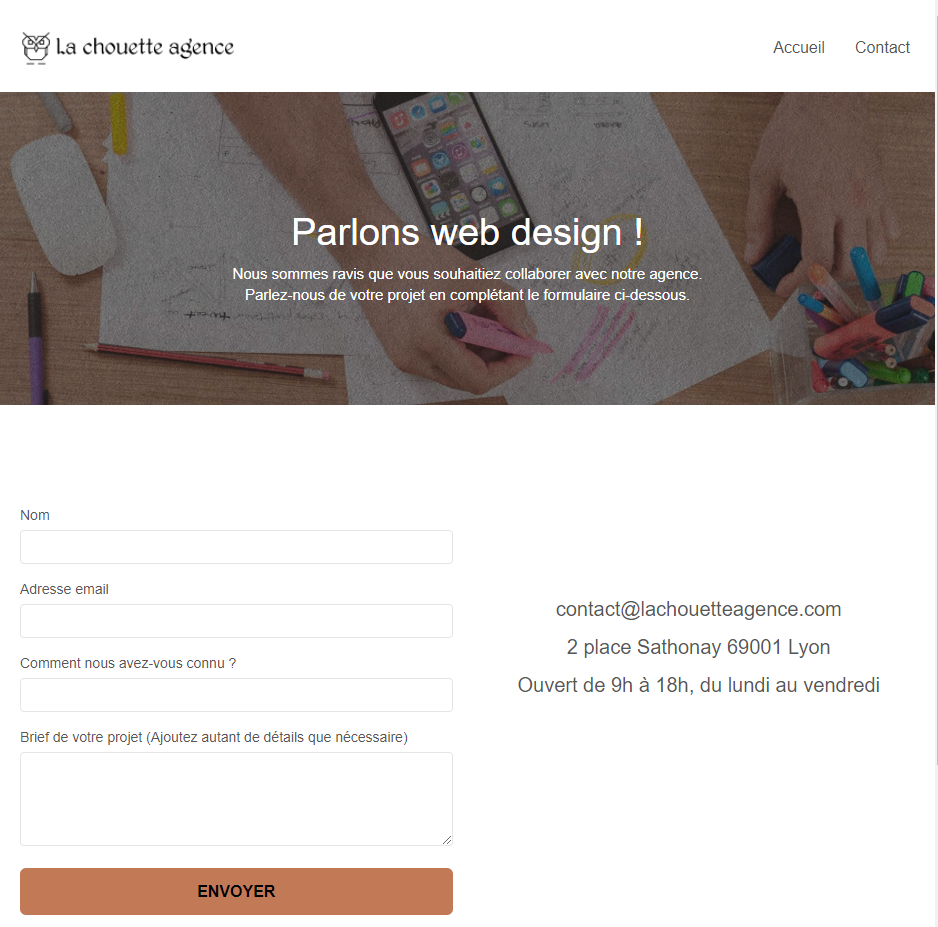 La chouette agence
Accueil
Contact
Parlons web design !
Nous sommes ravis que vous souhaitiez collaborer avec notre agence.
Parlez-nous de votre projet en complétant le formulaire ci-dessous.
Nom
Adresse email
Comment nous avez-vous connu ?
Brief de votre projet (Ajoutez autant de détails que nécessaire)
ENVOYER
contact@lachouetteagence.com
2 place Sathonay 69001 Lyon
Ouvert de 9h à 18h, du lundi au vendredi